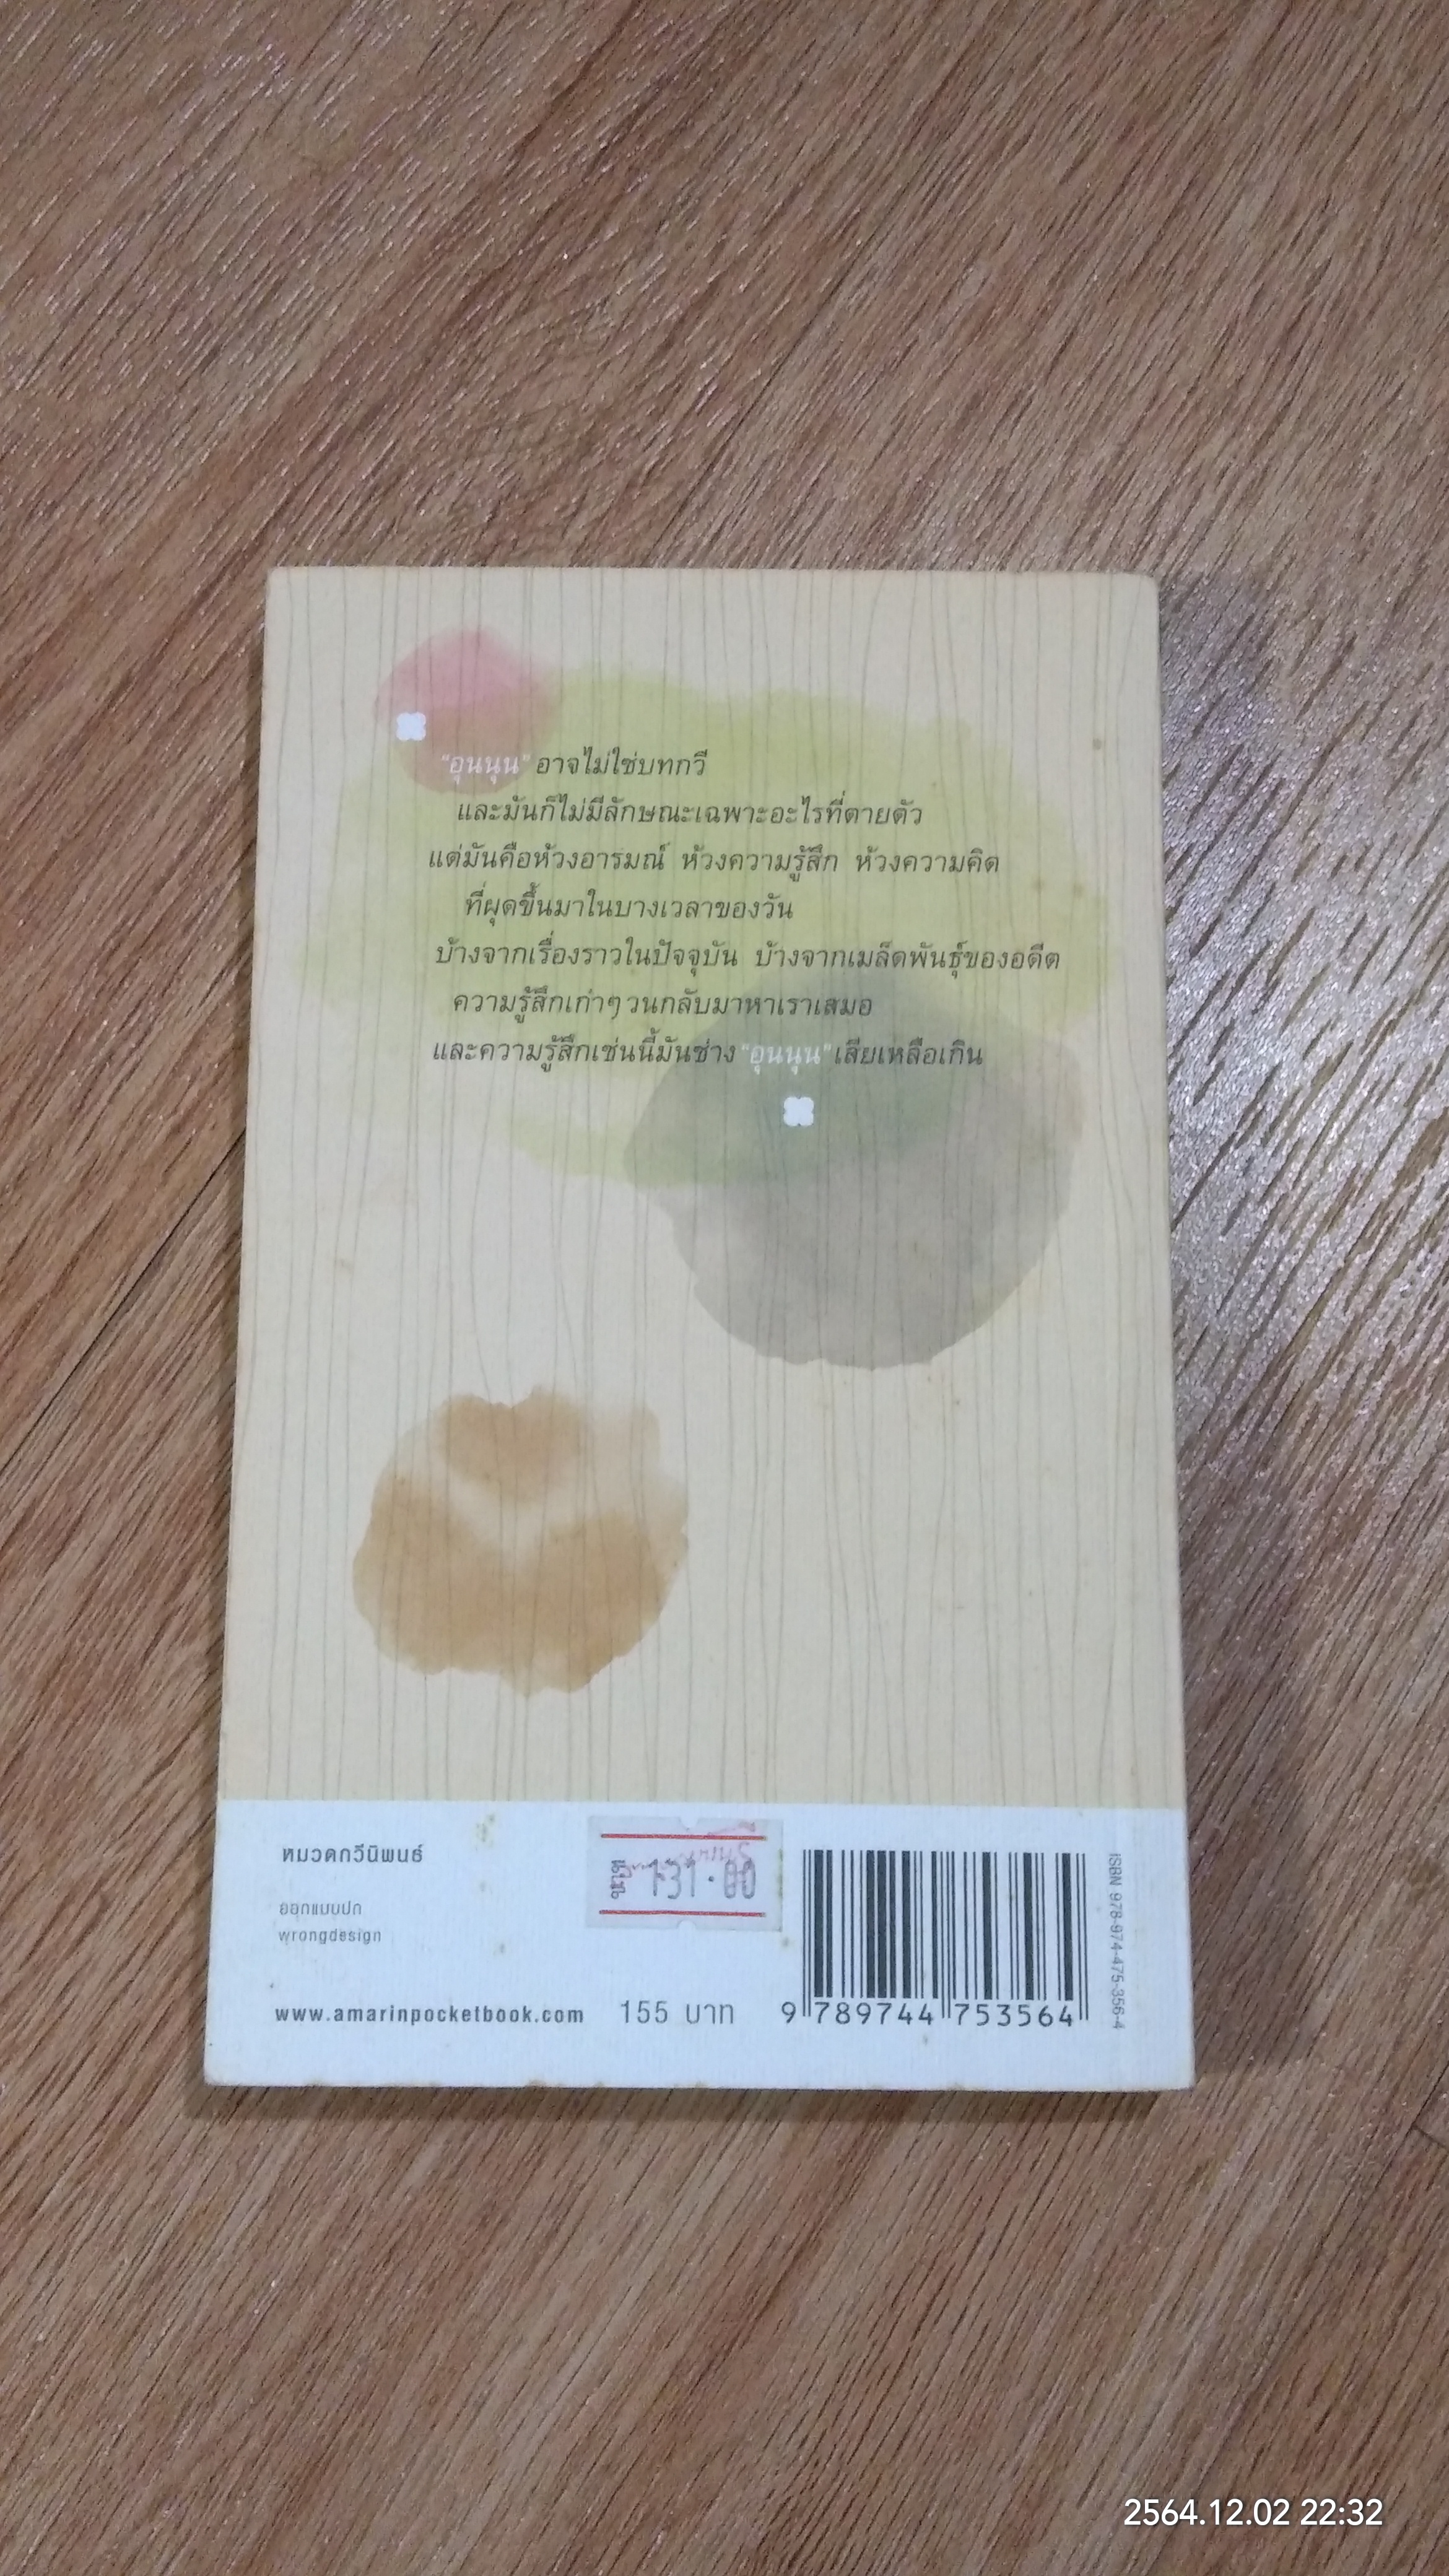 “อุนนุน” อาจไม่ใช่บทกวี
และมันก็ไม่มีลักษณะเฉพาะอะไรที่ตายตัว
แต่มันคือห้วงอารมณ์ ห้วงความรู้สึก ห้วงความคิด
ที่ผุดขึ้นมาในบางเวลาของวัน
บ้างจากเรื่องราวในปัจจุบัน บ้างจากเมล็ดพันธุ์ของอดีต
ความรู้สึกเก่าๆ วนกลับมาหาเราเสมอ
และความรู้สึกเช่นนี้มันช่าง “อุนนุน” เสียเหลือเกิน
หมวดกวีนิพนธ์
ออกแบบปก
wrongdesign
www.amarinpocketbook.com
155 บาท
131.00
9 789744 753564
ISBN 978-974-475-356-4
2564.12.02 22:32